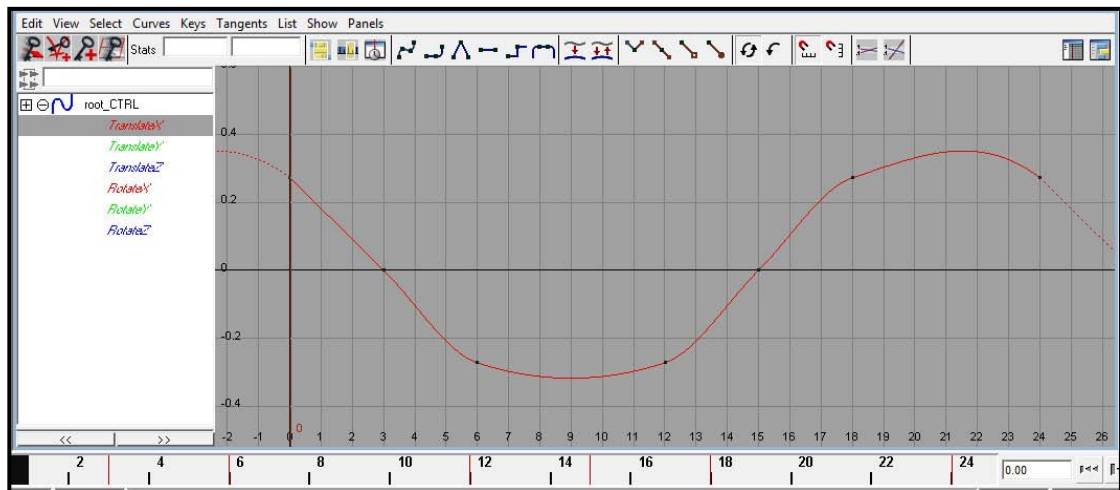 Edit View Select Curves Keys Tangents List Show Panels
Stats
root_CTRL
TranslateX
TranslateY
TranslateZ
RotateX
RotateY
RotateZ
0.4
0.2
0
-0.2
-0.4
0
-2 -1 0 1 2 3 4 5 6 7 8 9 10 11 12 13 14 15 16 17 18 19 20 21 22 23 24 25 26
<< >>
2 4 6 8 10 12 14 16 18 20 22 24 0.00